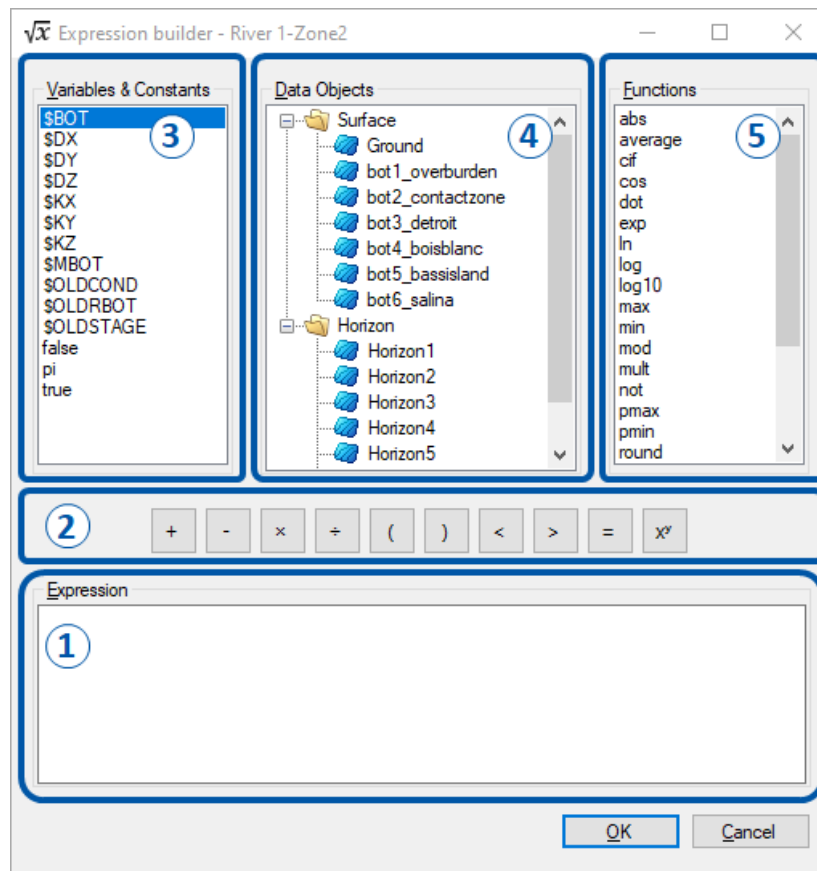 √x Expression builder - River 1-Zone2
Variables & Constants
$BOT
$DX
$DY
$DZ
$KX
$KY
$KZ
$MBOT
$OLDCOND
$OLDRBOT
$OLDSTAGE
false
pi
true
3
Data Objects
Surface
Ground
bot1_overburden
bot2_contactzone
bot3_detroit
bot4_boisblanc
bot5_bassisland
bot6_salina
Horizon
Horizon1
Horizon2
Horizon3
Horizon4
Horizon5
4
Functions
abs
average
cif
cos
dot
exp
ln
log
log10
max
min
mod
mult
not
pmax
pmin
round
5
2
+ - × ÷ ( ) < > = xʸ
Expression
1
OK Cancel